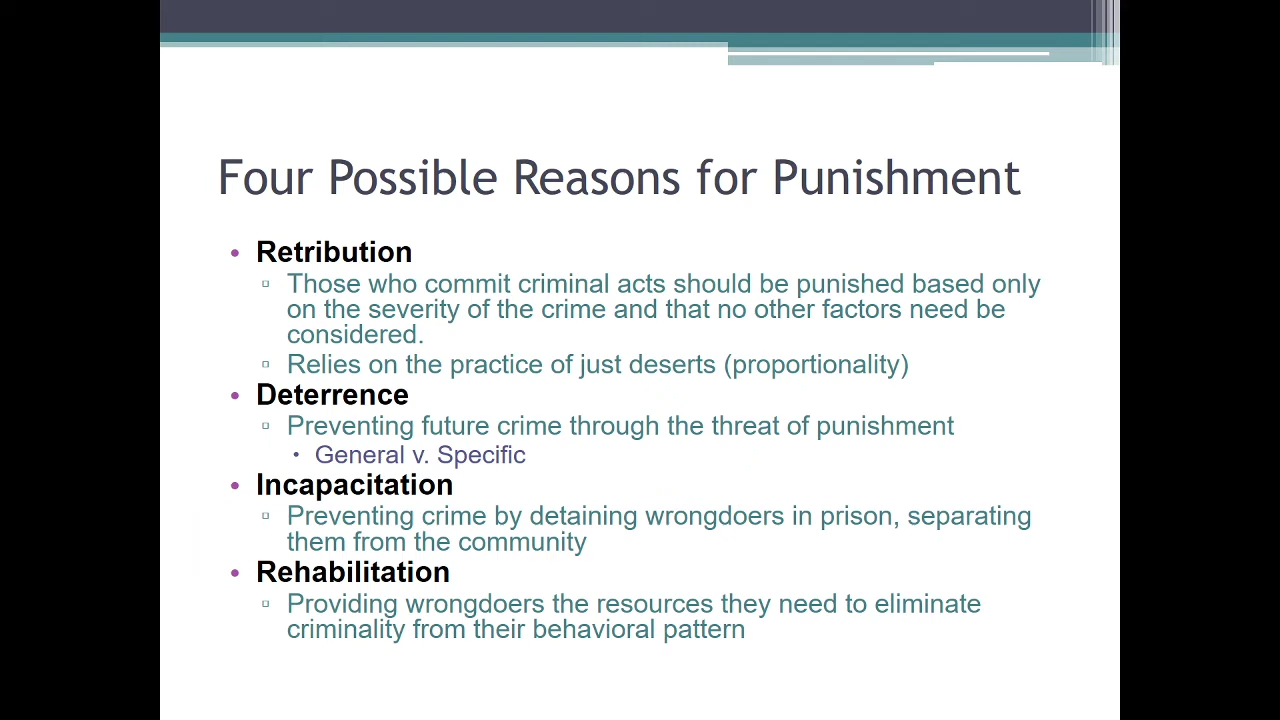 Four Possible Reasons for Punishment
• Retribution
▫ Those who commit criminal acts should be punished based only
on the severity of the crime and that no other factors need be
considered.
▫ Relies on the practice of just deserts (proportionality)
• Deterrence
▫ Preventing future crime through the threat of punishment
• General v. Specific
• Incapacitation
▫ Preventing crime by detaining wrongdoers in prison, separating
them from the community
• Rehabilitation
▫ Providing wrongdoers the resources they need to eliminate
criminality from their behavioral pattern